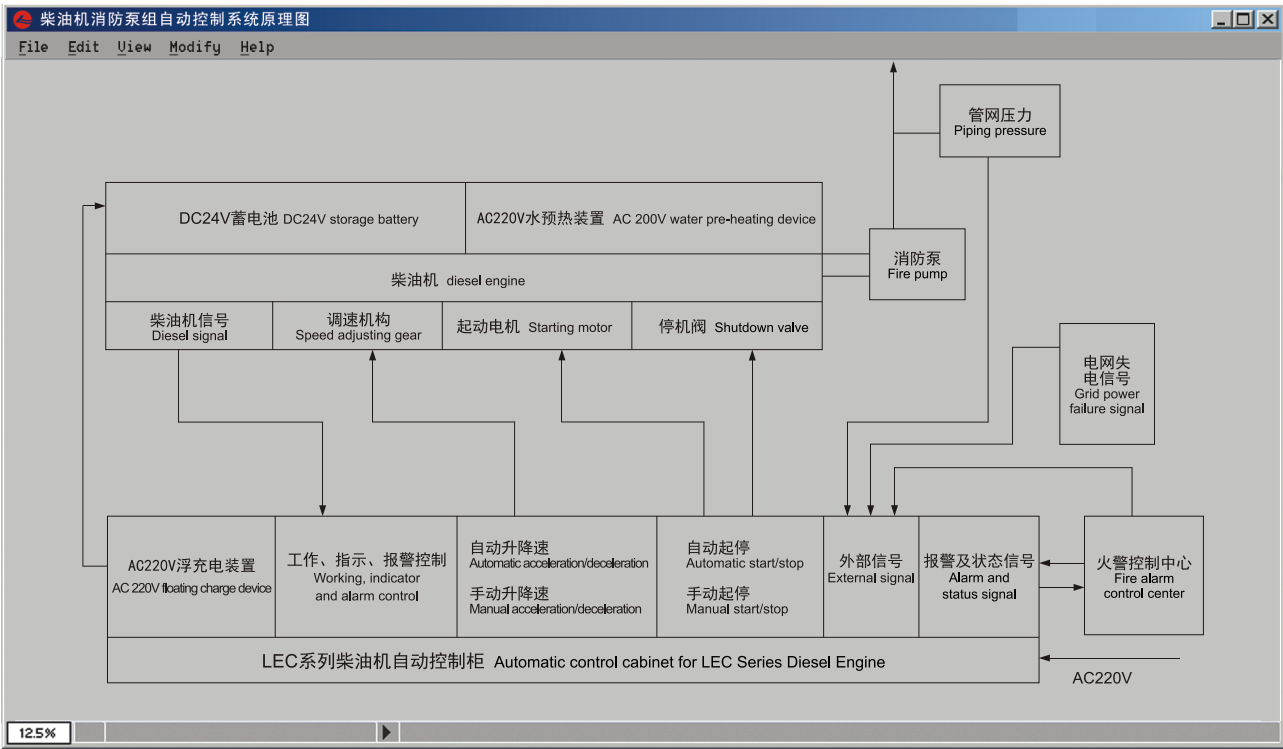 柴油机消防泵组自动控制系统原理图
File Edit View Modify Help
管网压力
Piping pressure
DC24V蓄电池 DC24V storage battery
AC220V水预热装置 AC 200V water pre-heating device
消防泵
Fire pump
柴油机 diesel engine
柴油机信号
Diesel signal
调速机构
Speed adjusting gear
起动电机 Starting motor
停机阀 Shutdown valve
电网失
电信号
Grid power
failure signal
AC220V浮充电装置
AC 220V floating charge device
工作、指示、报警控制
Working, indicator
and alarm control
自动升降速
Automatic acceleration/deceleration
手动升降速
Manual acceleration/deceleration
自动起停
Automatic start/stop
手动起停
Manual start/stop
外部信号
External signal
报警及状态信号
Alarm and
status signal
火警控制中心
Fire alarm
control center
LEC系列柴油机自动控制柜 Automatic control cabinet for LEC Series Diesel Engine
AC220V
12.5%